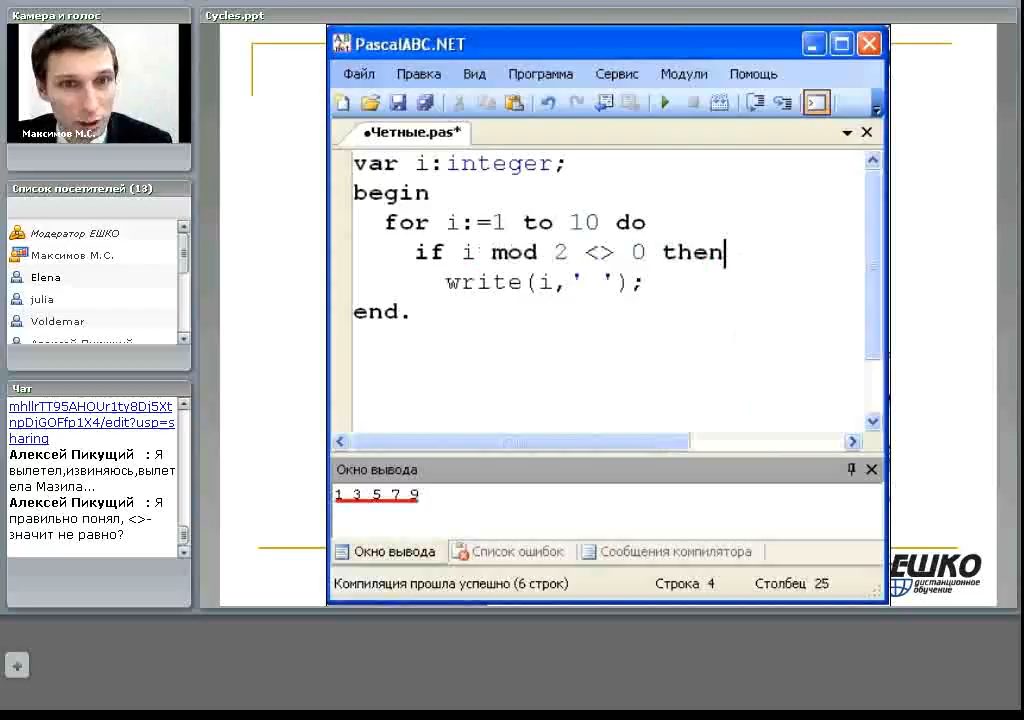 Камера и голос
Максимов М.С.
Список посетителей (13)
Модератор ЕШКО
Максимов М.С.
Elena
julia
Voldemar
Алексей Пикущий
Чат
mhllrTT95AHOUr1ty8Dj5Xt
npDjGOFfp1X4/edit?usp=s
haring
Алексей Пикущий : Я
вылетел,извиняюсь,вылет
ела Мазила...
Алексей Пикущий : Я
правильно понял, <>-
значит не равно?
Cycles.ppt
PascalABC.NET
Файл Правка Вид Программа Сервис Модули Помощь
•Четные.pas*
var i:integer;
begin
for i:=1 to 10 do
if i mod 2 <> 0 then
write(i,' ');
end.
Окно вывода
1 3 5 7 9
Окно вывода Список ошибок Сообщения компилятора
Компиляция прошла успешно (6 строк) Строка 4 Столбец 25
ЕШКО
дистанционное
обучение